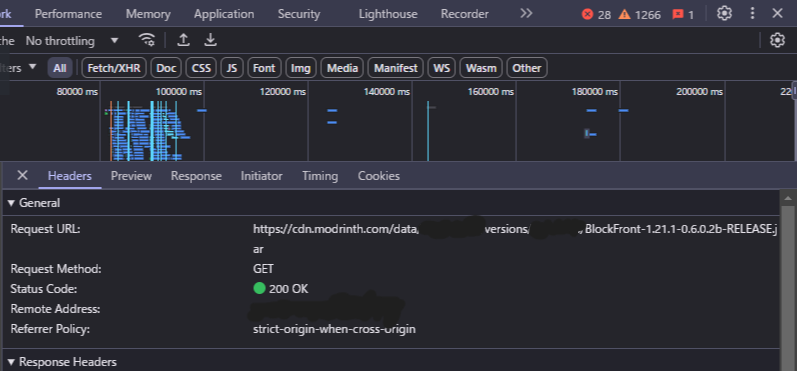 rk Performance Memory Application Security Lighthouse Recorder 28 1266 1
che No throttling
ters All Fetch/XHR Doc CSS JS Font Img Media Manifest WS Wasm Other
80000 ms 100000 ms 120000 ms 140000 ms 160000 ms 180000 ms 200000 ms 22
Headers Preview Response Initiator Timing Cookies
General
Request URL: https://cdn.modrinth.com/data/ versions/ /BlockFront-1.21.1-0.6.0.2b-RELEASE.j
ar
Request Method: GET
Status Code: 200 OK
Remote Address:
Referrer Policy: strict-origin-when-cross-origin
Response Headers